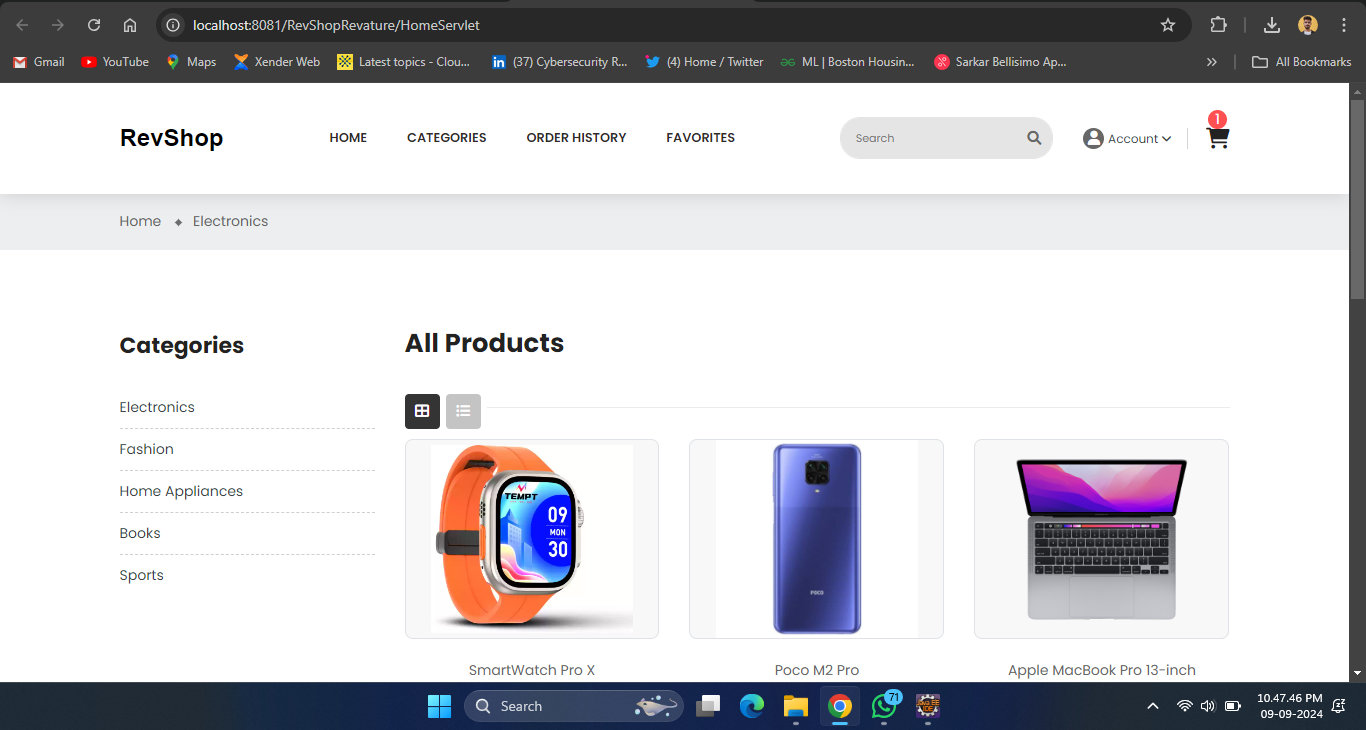 localhost:8081/RevShopRevature/HomeServlet
Gmail YouTube Maps Xender Web Latest topics - Clou... (37) Cybersecurity R... (4) Home / Twitter ML | Boston Housin... Sarkar Bellisimo Ap... All Bookmarks
RevShop HOME CATEGORIES ORDER HISTORY FAVORITES Search Account 1
Home Electronics
Categories
Electronics
Fashion
Home Appliances
Books
Sports
All Products
TEMPT
09
MON
30
POCO
SmartWatch Pro X Poco M2 Pro Apple MacBook Pro 13-inch
Search 71 10.47.46 PM
09-09-2024